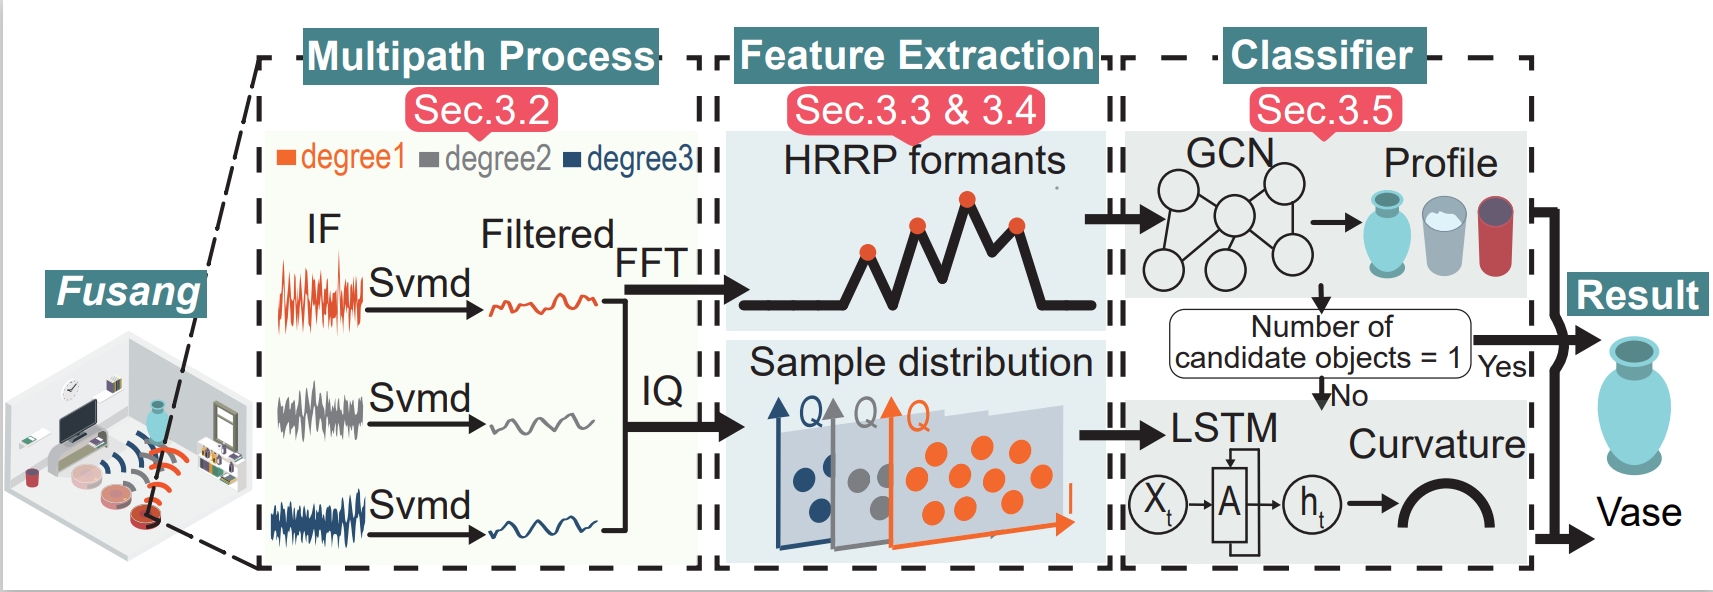 Multipath Process
Feature Extraction
Classifier
Sec.3.2
Sec.3.3 & 3.4
Sec.3.5
degree1 degree2 degree3
HRRP formants
GCN
Profile
IF
Filtered
FFT
Svmd
Fusang
Result
Number of
candidate objects = 1
Yes
No
Sample distribution
Svmd
IQ
Q Q Q
I
LSTM
Curvature
Svmd
Xt
A
ht
Vase